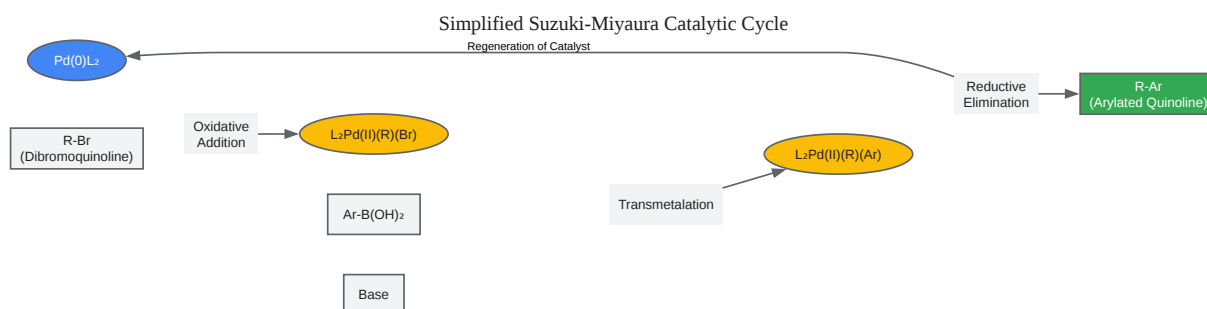 Simplified Suzuki-Miyaura Catalytic Cycle
Regeneration of Catalyst
Pd(0)L₂
R-Br
(Dibromoquinoline)
Oxidative
Addition
L₂Pd(II)(R)(Br)
Ar-B(OH)₂
Base
Transmetalation
L₂Pd(II)(R)(Ar)
Reductive
Elimination
R-Ar
(Arylated Quinoline)